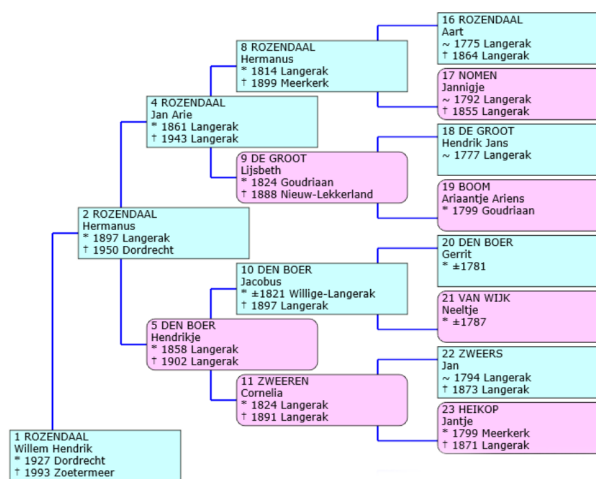 16 ROZENDAAL
Aart
~ 1775 Langerak
† 1864 Langerak
8 ROZENDAAL
Hermanus
* 1814 Langerak
† 1899 Meerkerk
17 NOMEN
Jannigje
~ 1792 Langerak
† 1855 Langerak
4 ROZENDAAL
Jan Arie
* 1861 Langerak
† 1943 Langerak
18 DE GROOT
Hendrik Jans
~ 1777 Langerak
9 DE GROOT
Lijsbeth
* 1824 Goudriaan
† 1888 Nieuw-Lekkerland
19 BOOM
Ariaantje Ariens
* 1799 Goudriaan
2 ROZENDAAL
Hermanus
* 1897 Langerak
† 1950 Dordrecht
20 DEN BOER
Gerrit
* ±1781
10 DEN BOER
Jacobus
* ±1821 Willige-Langerak
† 1897 Langerak
21 VAN WIJK
Neeltje
* ±1787
5 DEN BOER
Hendrikje
* 1858 Langerak
† 1902 Langerak
22 ZWEERS
Jan
~ 1794 Langerak
† 1873 Langerak
11 ZWEEREN
Cornelia
* 1824 Langerak
† 1891 Langerak
23 HEIKOP
Jantje
* 1799 Meerkerk
† 1871 Langerak
1 ROZENDAAL
Willem Hendrik
* 1927 Dordrecht
† 1993 Zoetermeer